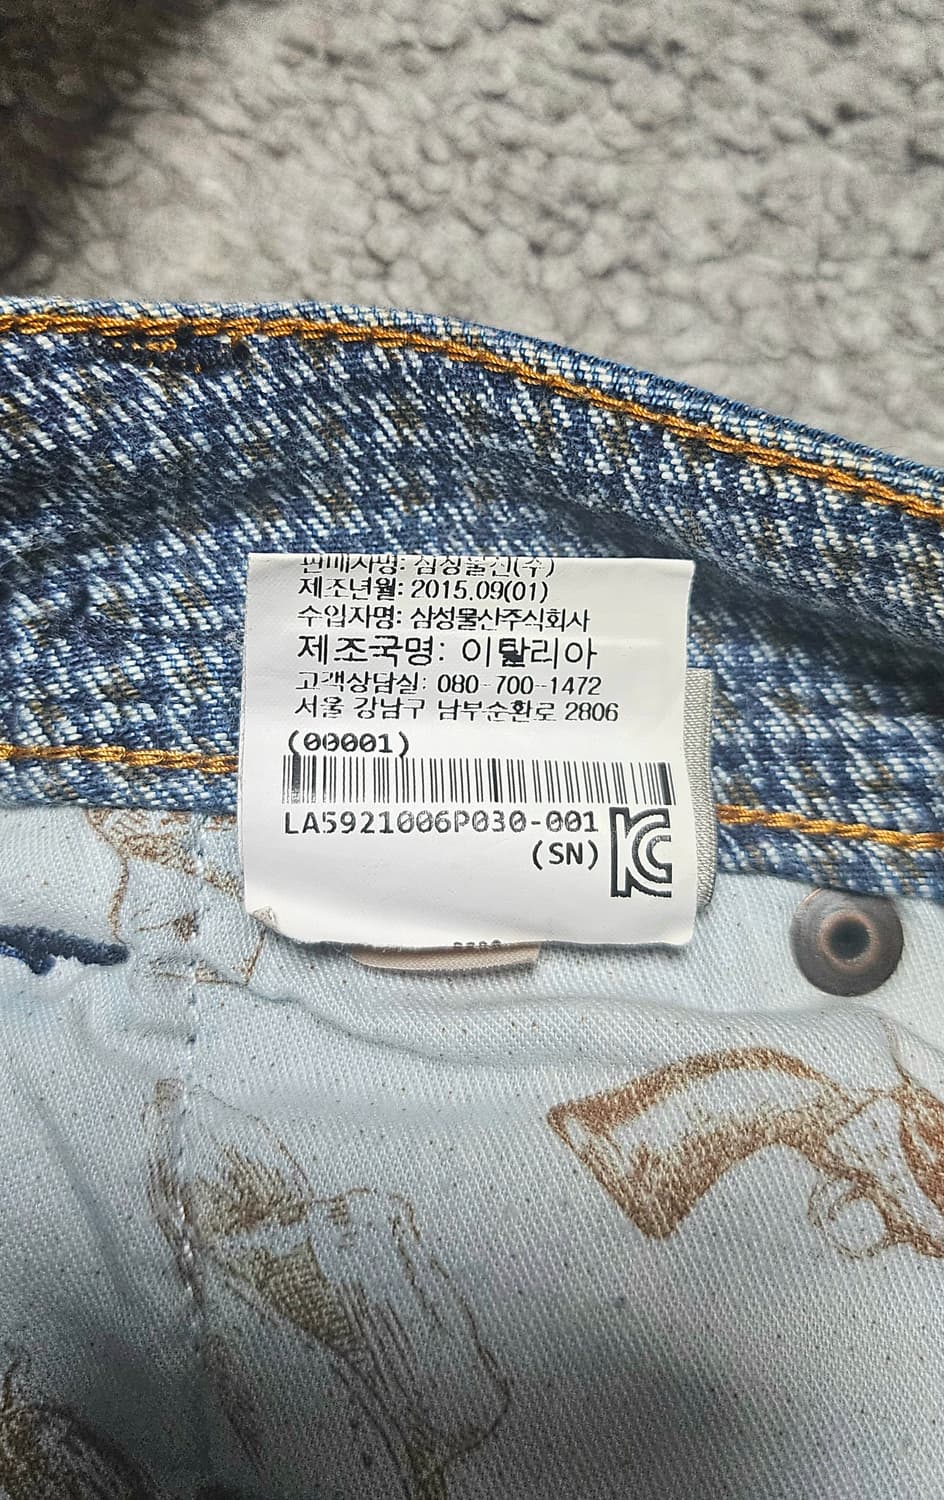 판매자명: 삼성물산(주)
제조년월: 2015.09(01)
수입자명: 삼성물산주식회사
제조국명: 이탈리아
고객상담실: 080-700-1472
서울 강남구 남부순환로 2806
(00001)
LA5921006P030-001
(SN)
KC